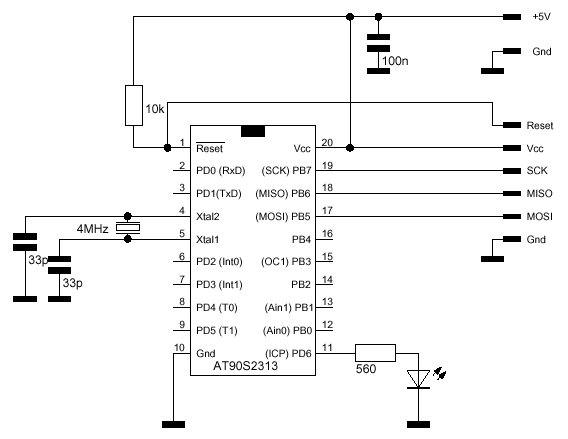 +5V
100n
Gnd
10k
Reset
1 Reset Vcc 20 Vcc
2 PD0 (RxD) (SCK) PB7 19 SCK
3 PD1(TxD) (MISO) PB6 18 MISO
4 Xtal2 (MOSI) PB5 17 MOSI
4MHz
5 Xtal1 PB4 16 Gnd
33p
6 PD2 (Int0) (OC1) PB3 15
33p
7 PD3 (Int1) PB2 14
8 PD4 (T0) (Ain1) PB1 13
9 PD5 (T1) (Ain0) PB0 12
10 Gnd (ICP) PD6 11
AT90S2313
560